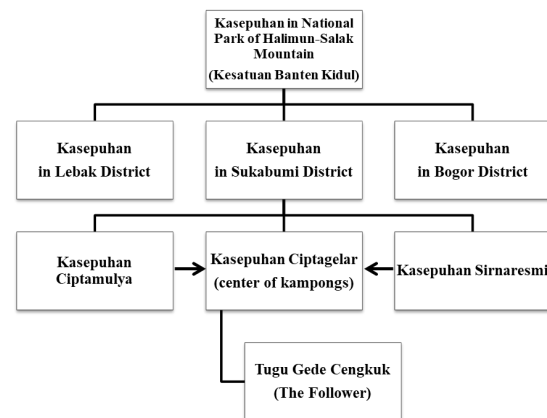 Kasepuhan in National
Park of Halimun-Salak
Mountain
(Kesatuan Banten Kidul)
Kasepuhan
in Lebak District
Kasepuhan
in Sukabumi District
Kasepuhan
in Bogor District
Kasepuhan
Ciptamulya
Kasepuhan Ciptagelar
(center of kampongs)
Kasepuhan Sirnaresmi
Tugu Gede Cengkuk
(The Follower)